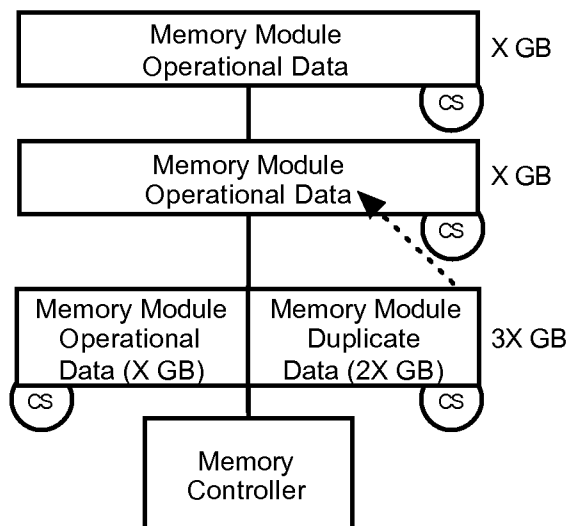 Memory Module
Operational Data
X GB
CS
Memory Module
Operational Data
X GB
CS
Memory Module
Operational
Data (X GB)
Memory Module
Duplicate
Data (2X GB)
3X GB
CS
CS
Memory
Controller